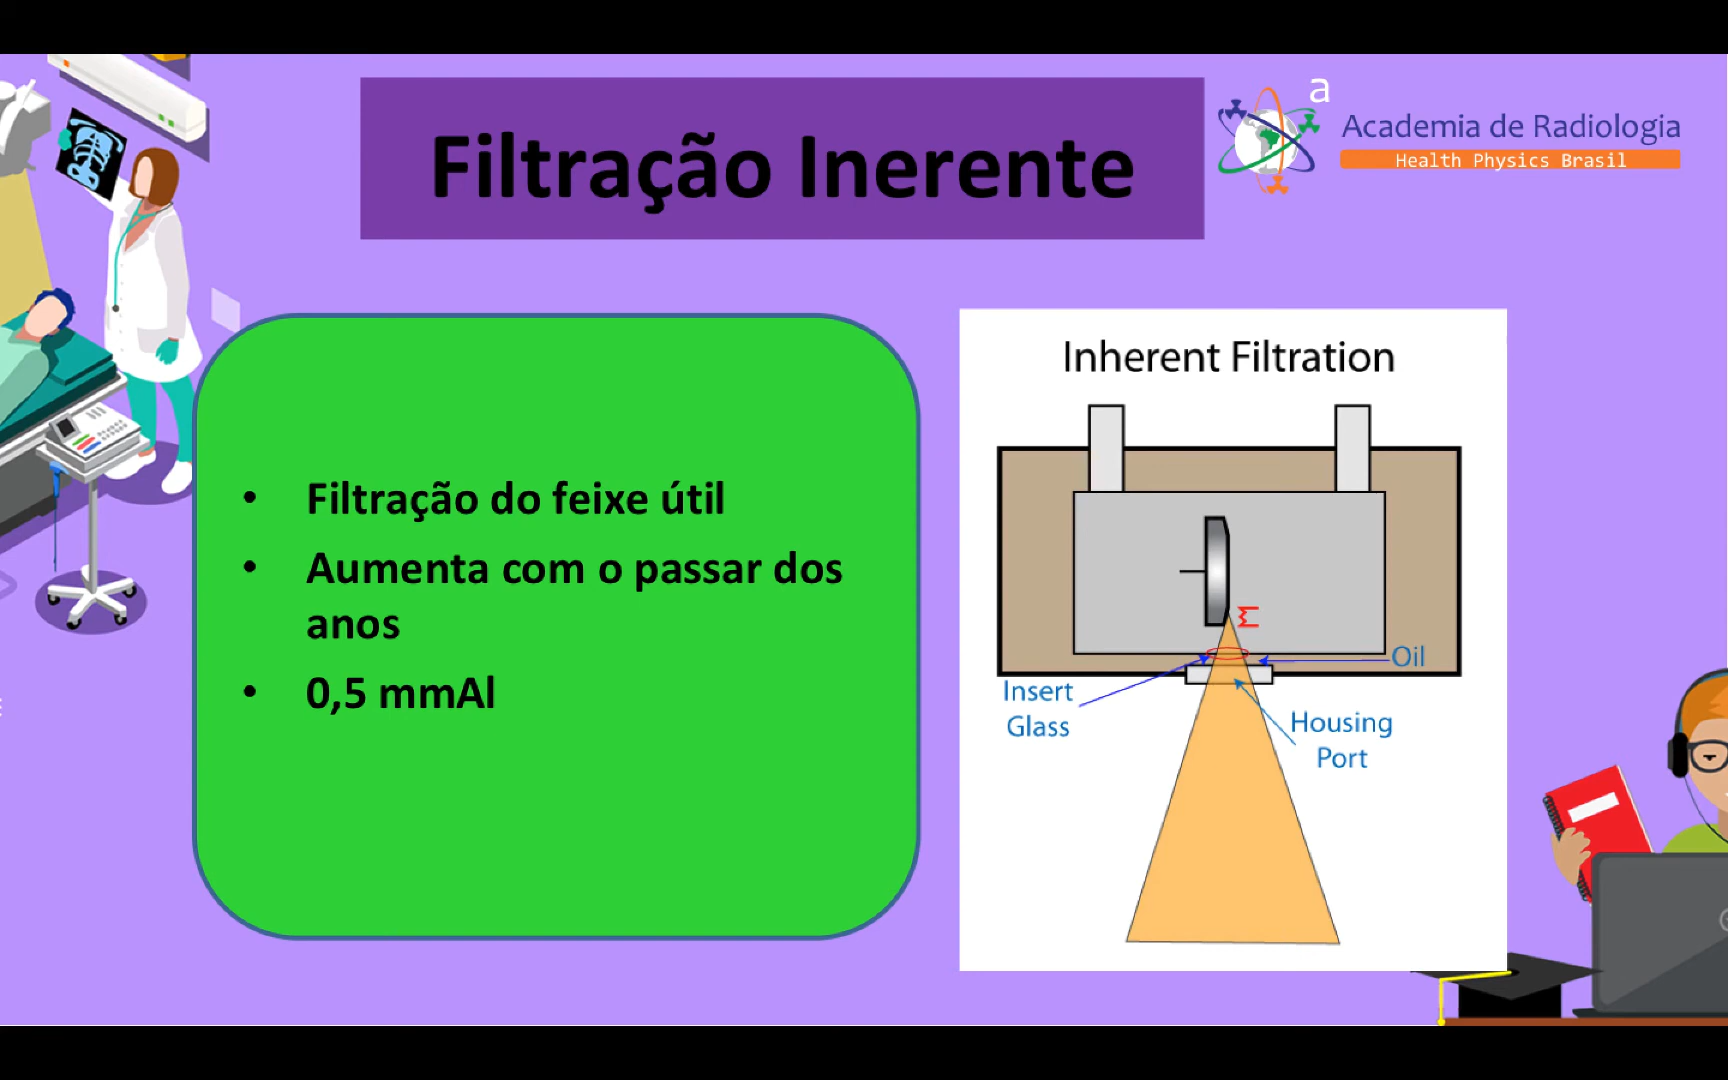 Filtração Inerente
a
Academia de Radiologia
Health Physics Brasil
• Filtração do feixe útil
• Aumenta com o passar dos
anos
• 0,5 mmAl
Inherent Filtration
Oil
Insert
Glass
Housing
Port